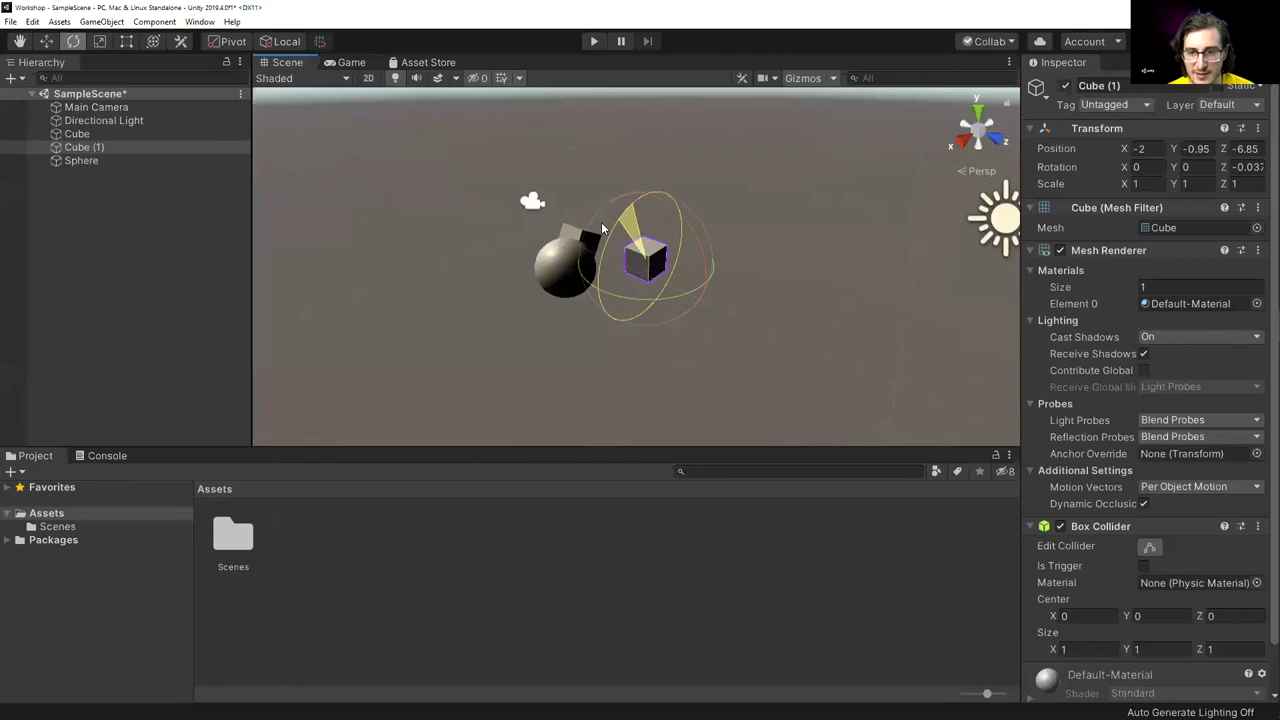 Workshop - SampleScene - PC, Mac & Linux Standalone - Unity 2019.4.0f1* <DX11>
File Edit Assets GameObject Component Window Help
Pivot Local Collab Account
Hierarchy Scene Game Asset Store Inspector
All Shaded 2D 0 Gizmos All Cube (1)
SampleScene* Tag Untagged Layer Default
Main Camera
Directional Light
Cube
Cube (1)
Sphere
y
x
z
Persp
Transform
Position X -2 Y -0.95 Z -6.85
Rotation X 0 Y 0 Z -0.037
Scale X 1 Y 1 Z 1
Cube (Mesh Filter)
Mesh Cube
Mesh Renderer
Materials
Size 1
Element 0 Default-Material
Lighting
Cast Shadows On
Receive Shadows
Contribute Global
Receive Global Illu Light Probes
Probes
Light Probes Blend Probes
Reflection Probes Blend Probes
Anchor Override None (Transform)
Additional Settings
Motion Vectors Per Object Motion
Dynamic Occlusic
Box Collider
Edit Collider
Is Trigger
Material None (Physic Material)
Center
X 0 Y 0 Z 0
Size
X 1 Y 1 Z 1
Default-Material
Shader Standard
Project Console
8
Favorites
Assets
Scenes
Packages
Assets
Scenes
Auto Generate Lighting Off